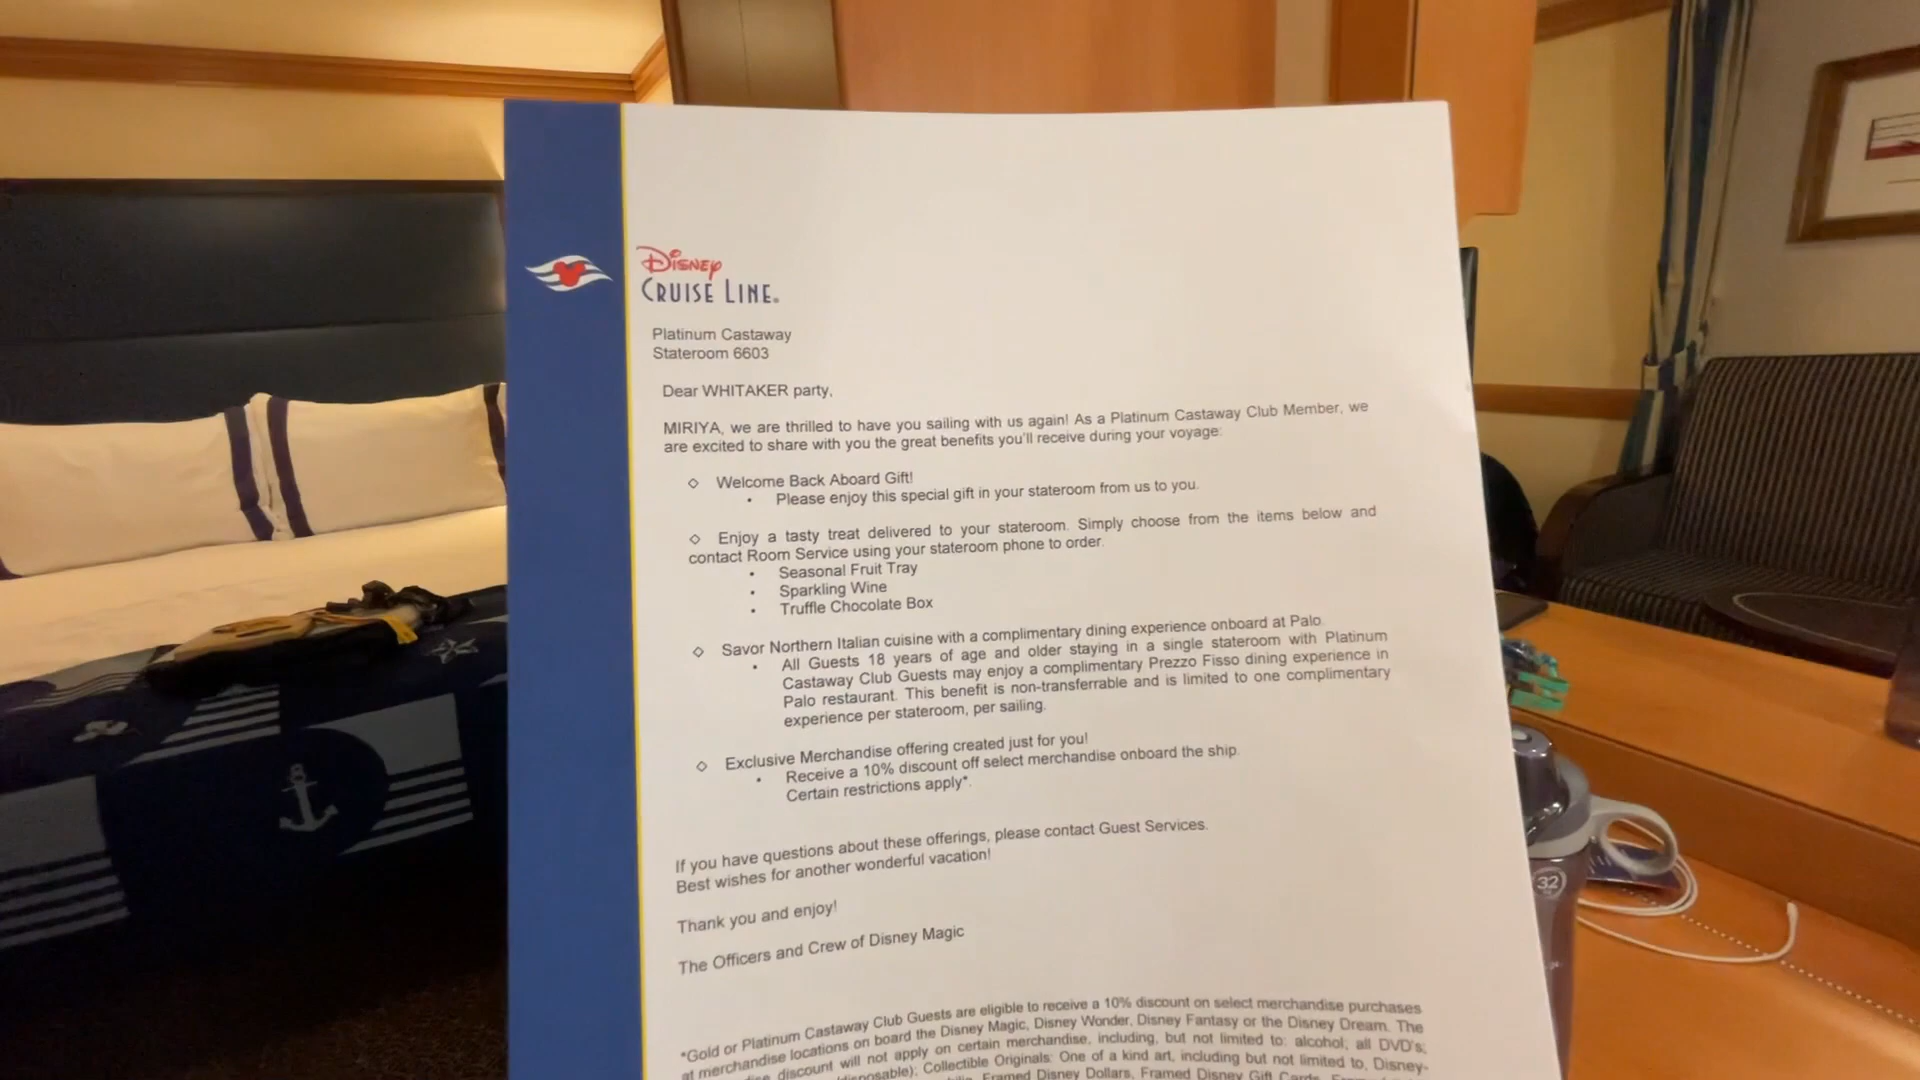 Disney
CRUISE LINE®
Platinum Castaway
Stateroom 6603
Dear WHITAKER party,
MIRIYA, we are thrilled to have you sailing with us again! As a Platinum Castaway Club Member, we
are excited to share with you the great benefits you'll receive during your voyage:
◇ Welcome Back Aboard Gift!
• Please enjoy this special gift in your stateroom from us to you.
◇ Enjoy a tasty treat delivered to your stateroom. Simply choose from the items below and
contact Room Service using your stateroom phone to order.
• Seasonal Fruit Tray
• Sparkling Wine
• Truffle Chocolate Box
◇ Savor Northern Italian cuisine with a complimentary dining experience onboard at Palo
• All Guests 18 years of age and older staying in a single stateroom with Platinum
Castaway Club Guests may enjoy a complimentary Prezzo Fisso dining experience in
Palo restaurant. This benefit is non-transferrable and is limited to one complimentary
experience per stateroom, per sailing.
◇ Exclusive Merchandise offering created just for you!
• Receive a 10% discount off select merchandise onboard the ship.
Certain restrictions apply*.
If you have questions about these offerings, please contact Guest Services.
Best wishes for another wonderful vacation!
Thank you and enjoy!
The Officers and Crew of Disney Magic
*Gold or Platinum Castaway Club Guests are eligible to receive a 10% discount on select merchandise purchases
at merchandise locations on board the Disney Magic, Disney Wonder, Disney Fantasy or the Disney Dream. The
discount will not apply on certain merchandise, including, but not limited to: alcohol; all DVD's;
Collectible Originals: One of a kind art, including but not limited to, Disney-
Framed Disney Dollars, Framed Disney Gift Cards,
32